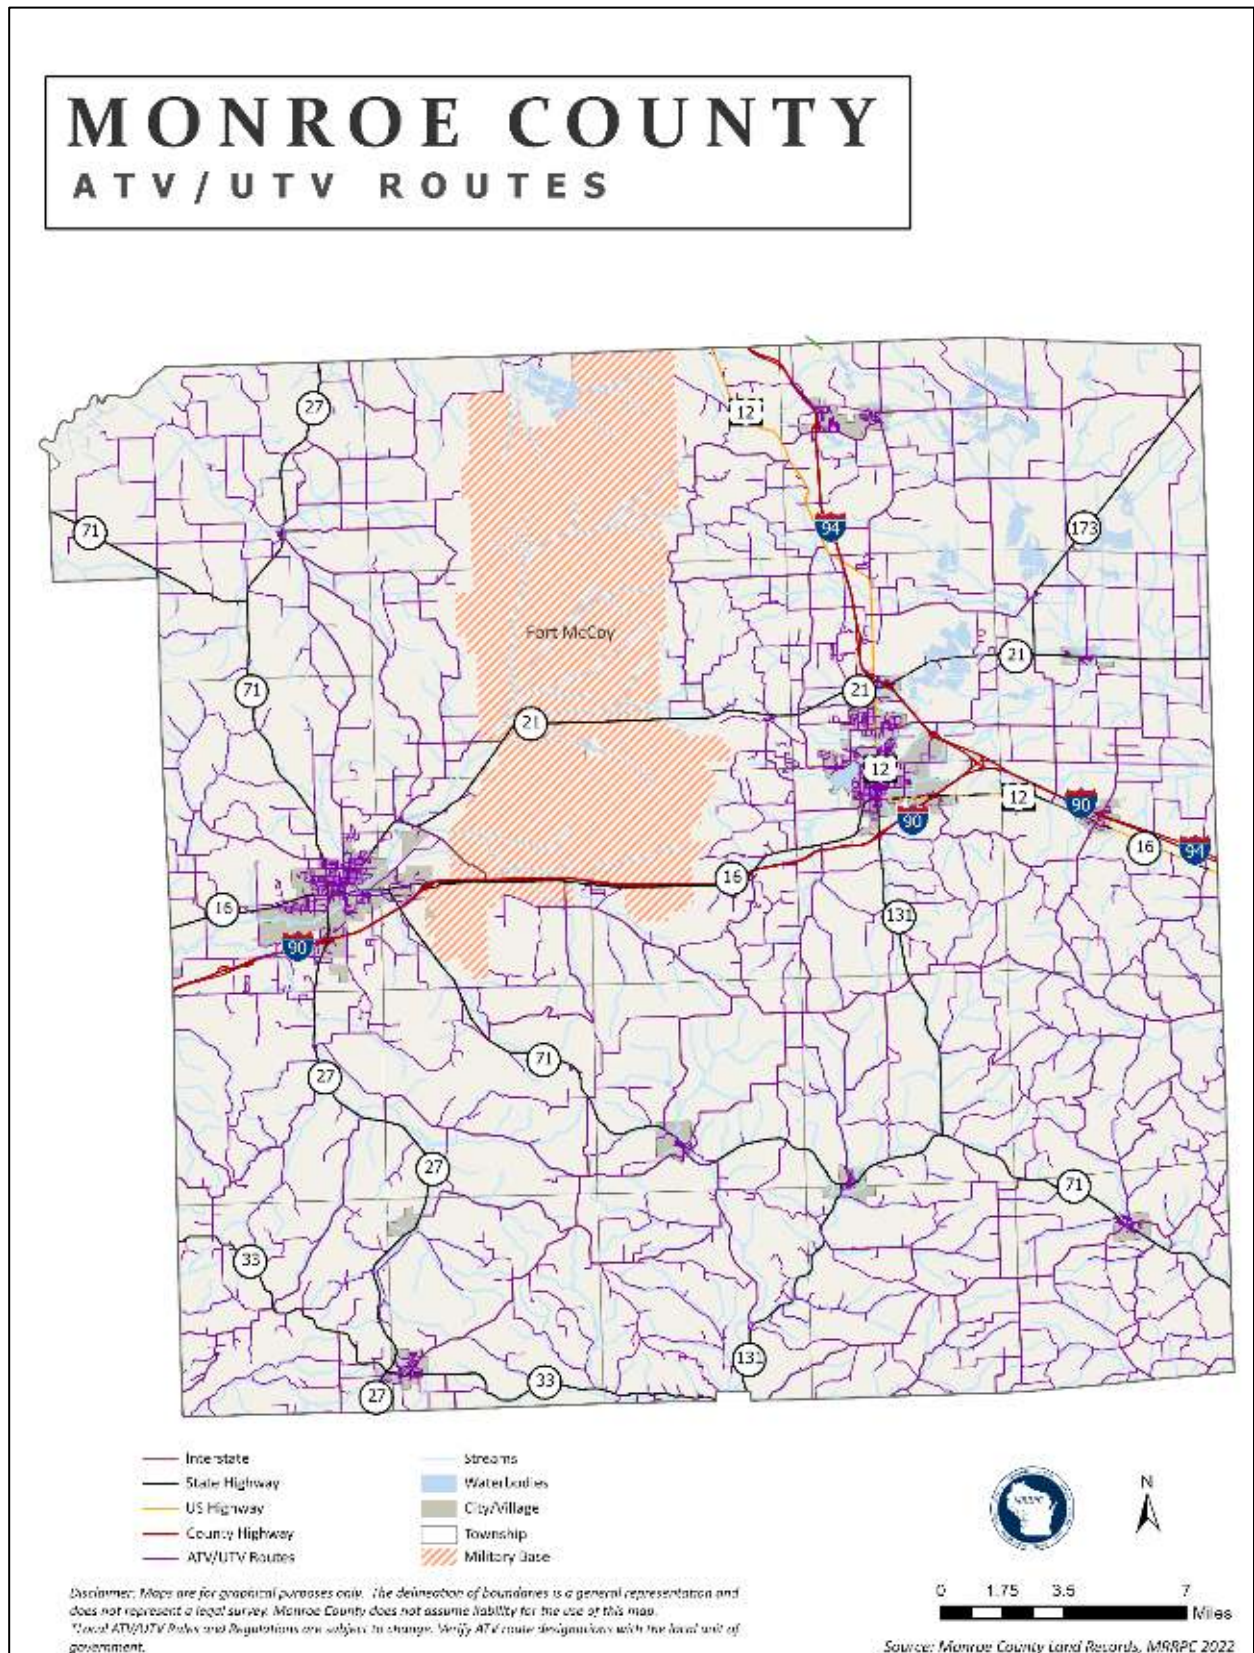 MONROE COUNTY
ATV/UTV ROUTES
27
12
71
94
173
Fort McCoy
21
71
21
21
12
12
90
90
16
94
16
16
131
90
71
27
27
71
33
131
33
27
Interstate
State Highway
US Highway
County Highway
ATV/UTV Routes
Streams
Waterbodies
City/Village
Township
Military Base
N
0 1.75 3.5 7
Miles
Disclaimer: Maps are for graphical purposes only. The delineation of boundaries is a general representation and
does not represent a legal survey. Monroe County does not assume liability for the use of this map.
*Local ATV/UTV Rules and Regulations are subject to change. Verify ATV route designations with the local unit of
government.
Source: Monroe County Land Records, MRRPC 2022